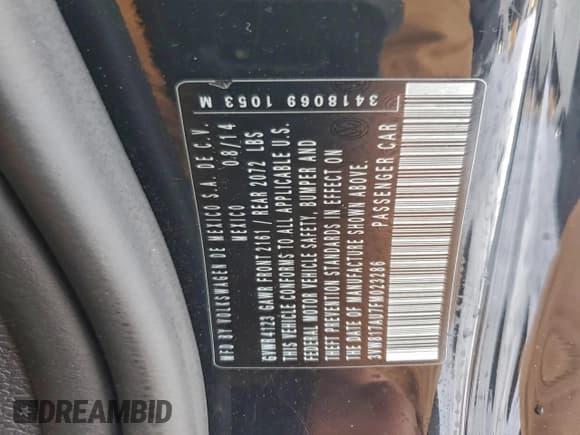 MFD BY VOLKSWAGEN DE MEXICO S.A. DE C.V.
MEXICO 08/14
GVWR 4123 GAWR FRONT 2161 / REAR 2072 LBS
THIS VEHICLE CONFORMS TO ALL APPLICABLE U.S.
FEDERAL MOTOR VEHICLE SAFETY, BUMPER AND
THEFT PREVENTION STANDARDS IN EFFECT ON
THE DATE OF MANUFACTURE SHOWN ABOVE.
3VW817AU7FM023286 PASSENGER CAR
3418069 1053 M
DREAMBID